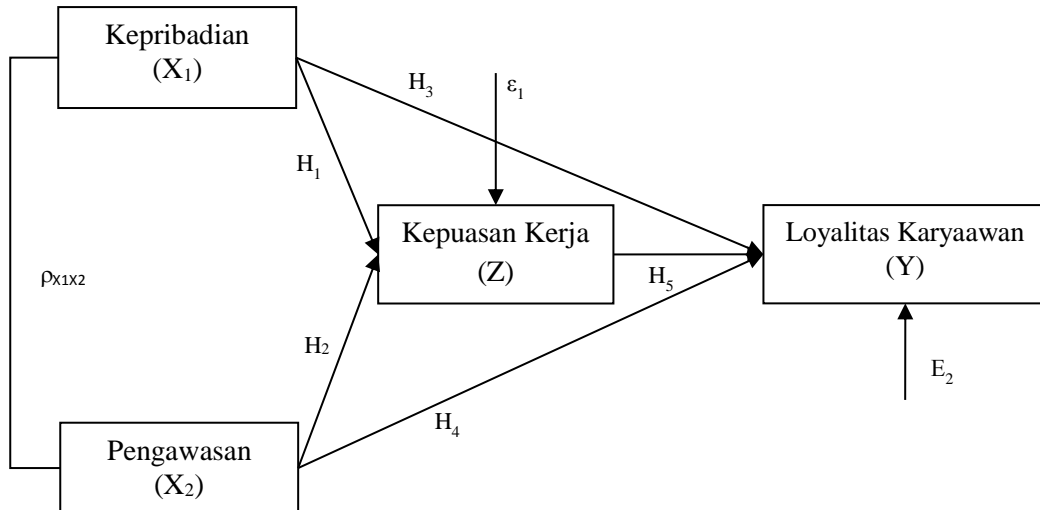 Kepribadian
(X₁)
H₃
ε₁
H₁
Kepuasan Kerja
(Z)
Loyalitas Karyaawan
(Y)
ρX1X2
H₅
H₂
E₂
H₄
Pengawasan
(X₂)